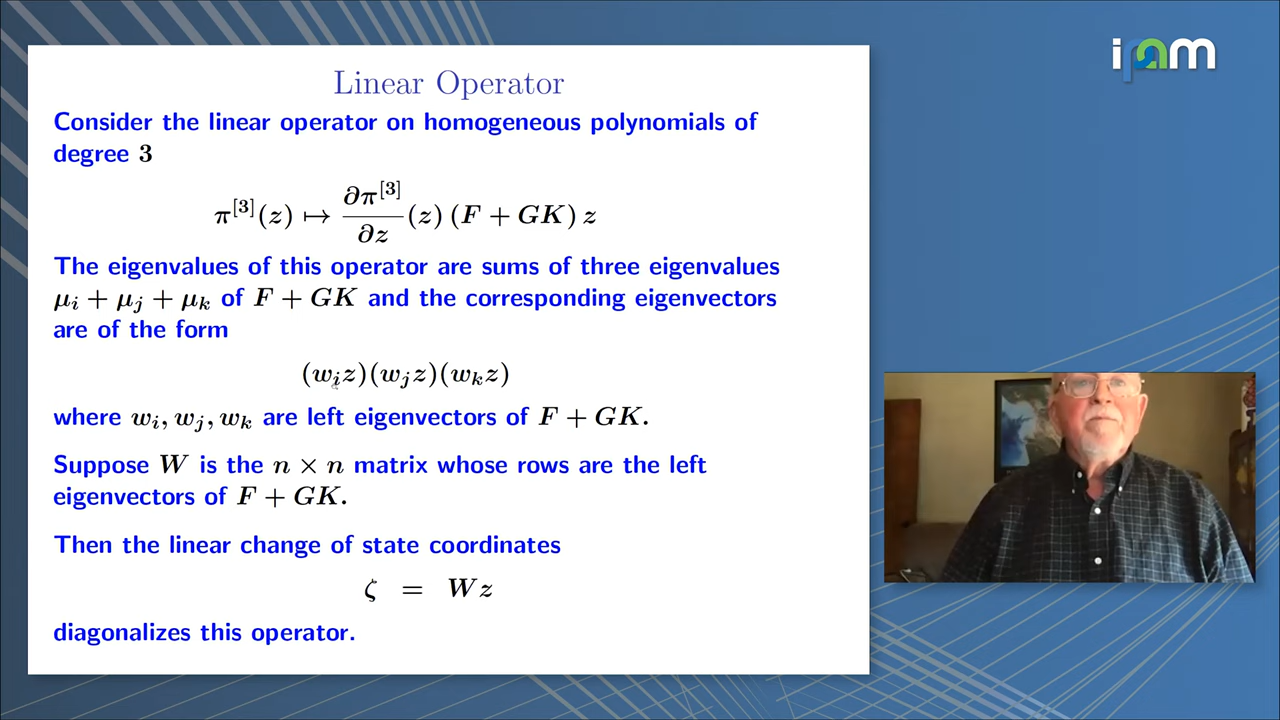 ipam
Linear Operator
Consider the linear operator on homogeneous polynomials of
degree 3
π^[3](z) ↦ ∂π^[3]/∂z (z) (F + GK) z
The eigenvalues of this operator are sums of three eigenvalues
μ_i + μ_j + μ_k of F + GK and the corresponding eigenvectors
are of the form
(w_i z)(w_j z)(w_k z)
where w_i, w_j, w_k are left eigenvectors of F + GK.
Suppose W is the n × n matrix whose rows are the left
eigenvectors of F + GK.
Then the linear change of state coordinates
ζ = Wz
diagonalizes this operator.